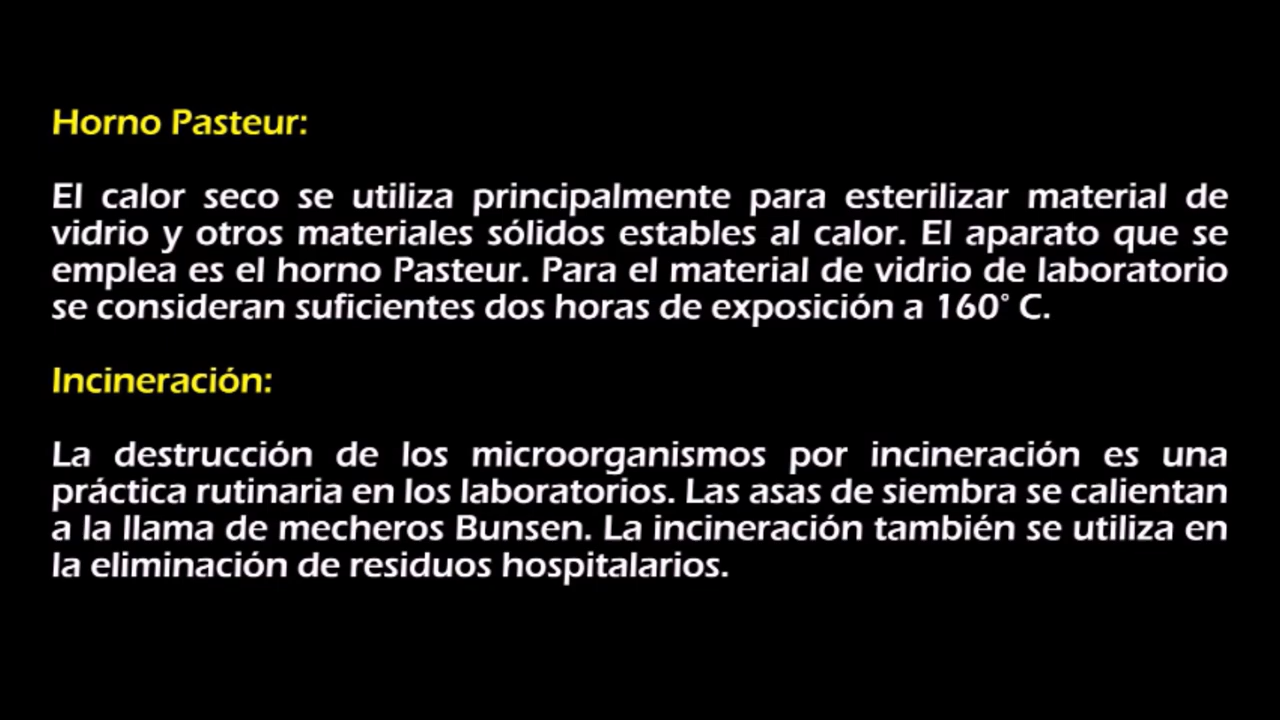 Horno Pasteur:
El calor seco se utiliza principalmente para esterilizar material de
vidrio y otros materiales sólidos estables al calor. El aparato que se
emplea es el horno Pasteur. Para el material de vidrio de laboratorio
se consideran suficientes dos horas de exposición a 160° C.
Incineración:
La destrucción de los microorganismos por incineración es una
práctica rutinaria en los laboratorios. Las asas de siembra se calientan
a la llama de mecheros Bunsen. La incineración también se utiliza en
la eliminación de residuos hospitalarios.